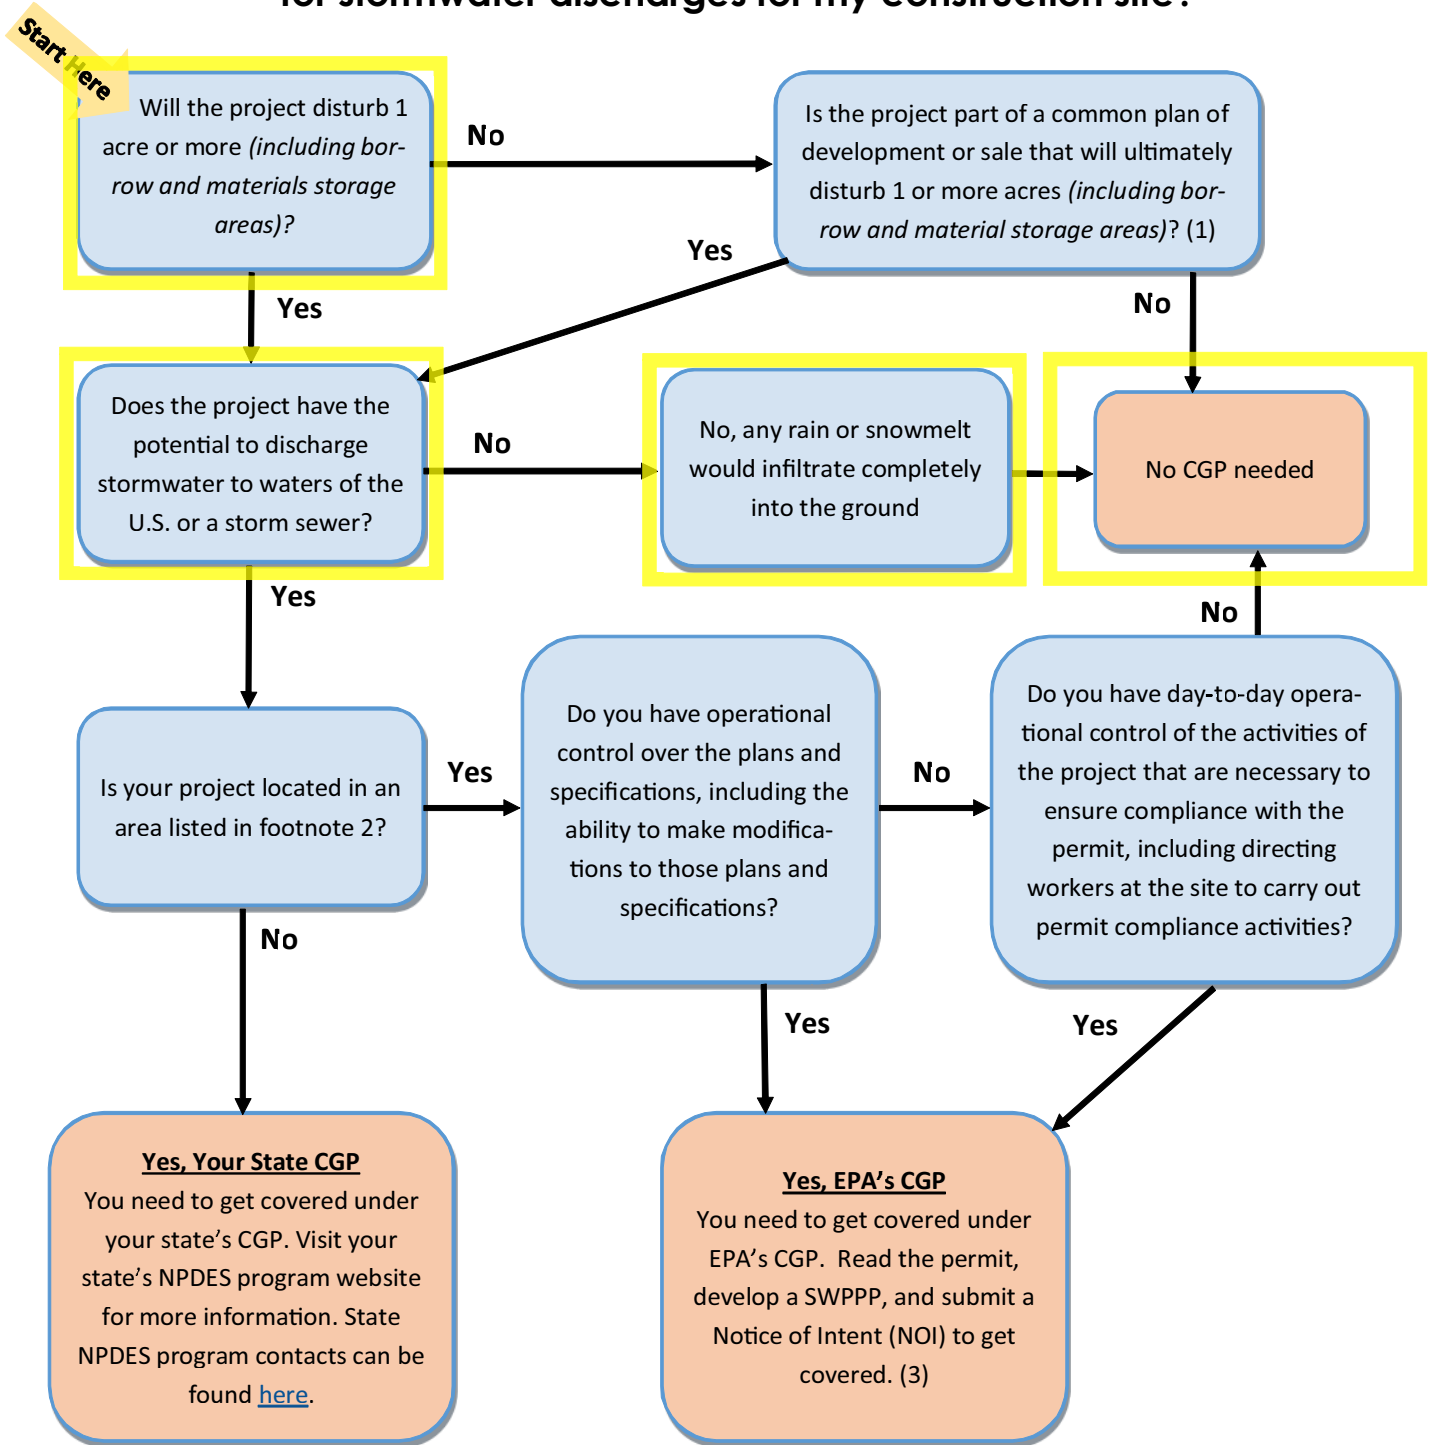 for stormwater discharges for my construction site?
Start Here
Will the project disturb 1
acre or more (including bor-
row and materials storage
areas)?
No
Is the project part of a common plan of
development or sale that will ultimately
disturb 1 or more acres (including bor-
row and material storage areas)? (1)
Yes
Yes
No
Does the project have the
potential to discharge
stormwater to waters of the
U.S. or a storm sewer?
No
No, any rain or snowmelt
would infiltrate completely
into the ground
No CGP needed
Yes
No
Is your project located in an
area listed in footnote 2?
Yes
Do you have operational
control over the plans and
specifications, including the
ability to make modifica-
tions to those plans and
specifications?
No
Do you have day-to-day opera-
tional control of the activities of
the project that are necessary to
ensure compliance with the
permit, including directing
workers at the site to carry out
permit compliance activities?
No
Yes
Yes
Yes, Your State CGP
You need to get covered under
your state's CGP. Visit your
state's NPDES program website
for more information. State
NPDES program contacts can be
found here.
Yes, EPA's CGP
You need to get covered under
EPA's CGP.  Read the permit,
develop a SWPPP, and submit a
Notice of Intent (NOI) to get
covered. (3)